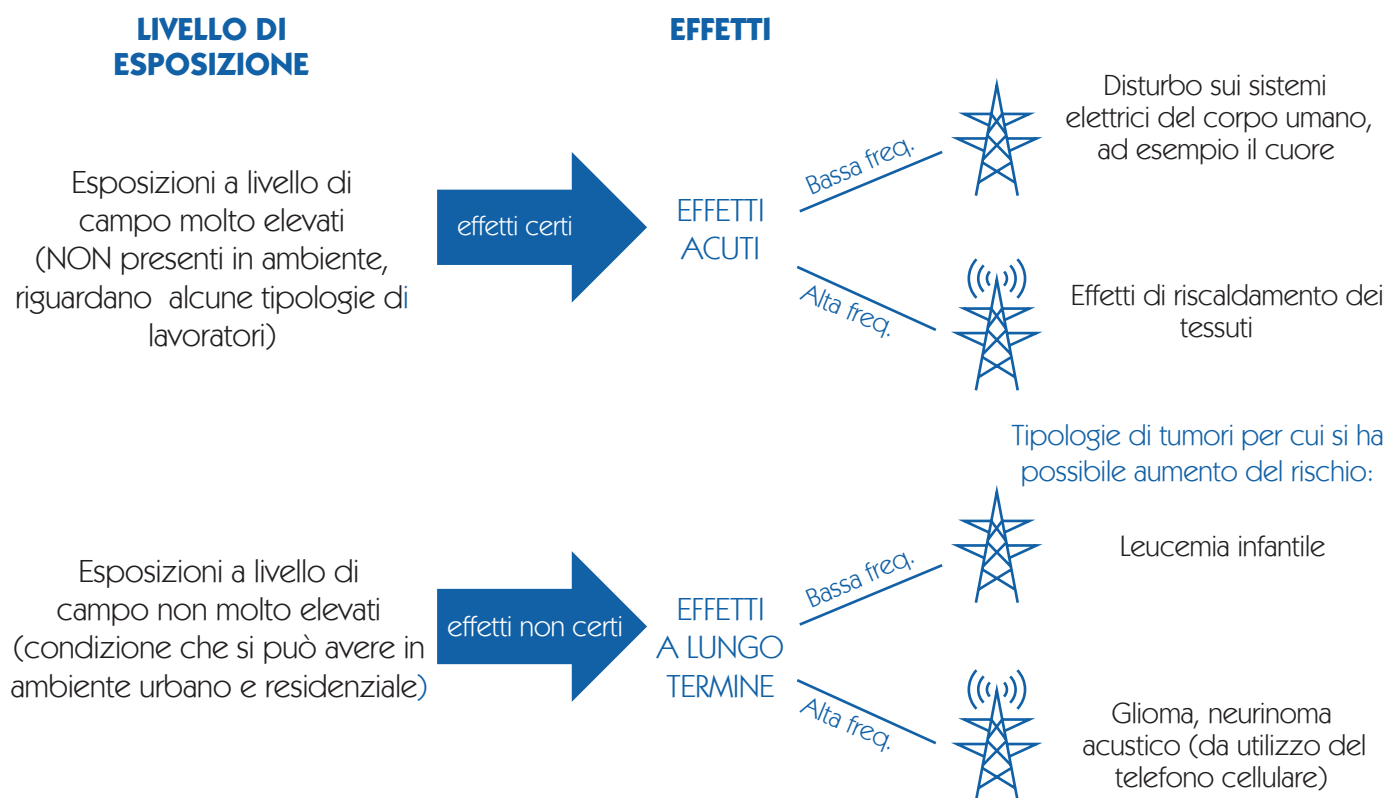 LIVELLO DI
ESPOSIZIONE
EFFETTI
Esposizioni a livello di
campo molto elevati
(NON presenti in ambiente,
riguardano alcune tipologie di
lavoratori)
effetti certi
EFFETTI
ACUTI
Bassa freq.
Disturbo sui sistemi
elettrici del corpo umano,
ad esempio il cuore
Alta freq.
Effetti di riscaldamento dei
tessuti
Tipologie di tumori per cui si ha
possibile aumento del rischio:
Esposizioni a livello di
campo non molto elevati
(condizione che si può avere in
ambiente urbano e residenziale)
effetti non certi
EFFETTI
A LUNGO
TERMINE
Bassa freq.
Leucemia infantile
Alta freq.
Glioma, neurinoma
acustico (da utilizzo del
telefono cellulare)